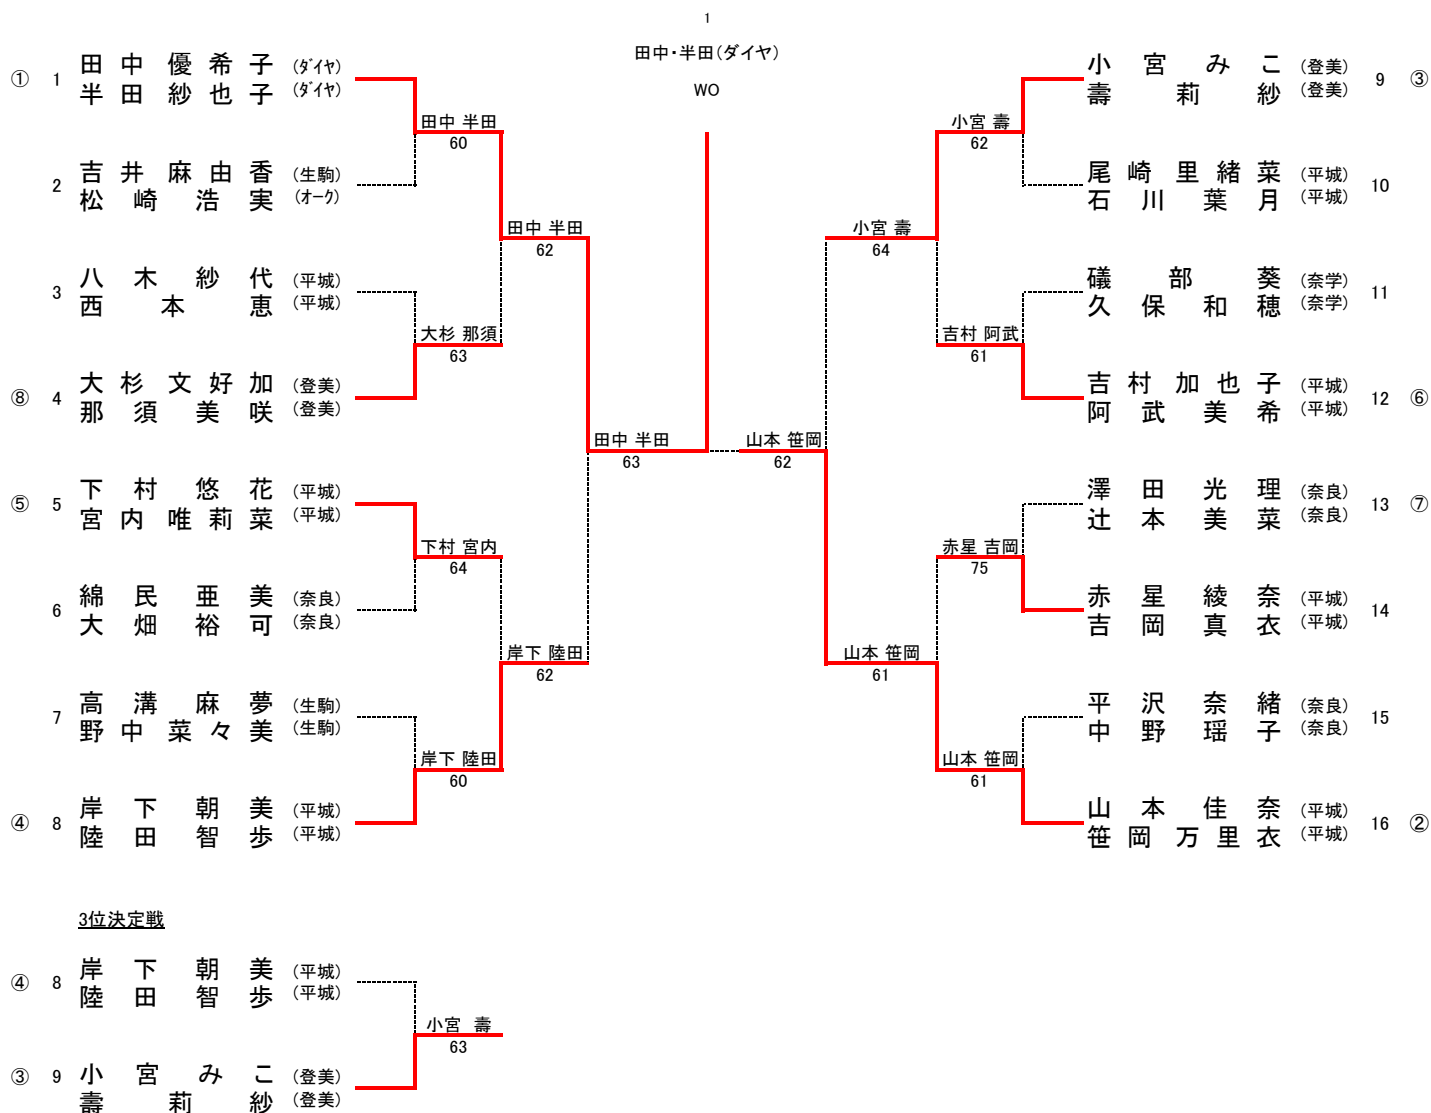 1
田中・半田(ダイヤ)
WO
① 1 田中優希子 (ダイヤ)
半田紗也子 (ダイヤ)
田中 半田
60
2 吉井麻由香 (生駒)
松崎浩実 (オーク)
田中 半田
62
3 八木紗代 (平城)
西本恵 (平城)
大杉 那須
63
⑧ 4 大杉文好加 (登美)
那須美咲 (登美)
田中 半田
63
⑤ 5 下村悠花 (平城)
宮内唯莉菜 (平城)
下村 宮内
64
6 綿民亜美 (奈良)
大畑裕可 (奈良)
岸下 陸田
62
7 高溝麻夢 (生駒)
野中菜々美 (生駒)
岸下 陸田
60
④ 8 岸下朝美 (平城)
陸田智歩 (平城)
小宮みこ (登美) 9 ③
壽莉紗 (登美)
小宮 壽
62
尾崎里緒菜 (平城) 10
石川葉月 (平城)
小宮 壽
64
礒部葵 (奈学) 11
久保和穂 (奈学)
吉村 阿武
61
吉村加也子 (平城) 12 ⑥
阿武美希 (平城)
山本 笹岡
62
澤田光理 (奈良) 13 ⑦
辻本美菜 (奈良)
赤星 吉岡
75
赤星綾奈 (平城) 14
吉岡真衣 (平城)
山本 笹岡
61
平沢奈緒 (奈良) 15
中野瑶子 (奈良)
山本 笹岡
61
山本佳奈 (平城) 16 ②
笹岡万里衣 (平城)
3位決定戦
④ 8 岸下朝美 (平城)
陸田智歩 (平城)
小宮 壽
63
③ 9 小宮みこ (登美)
壽莉紗 (登美)